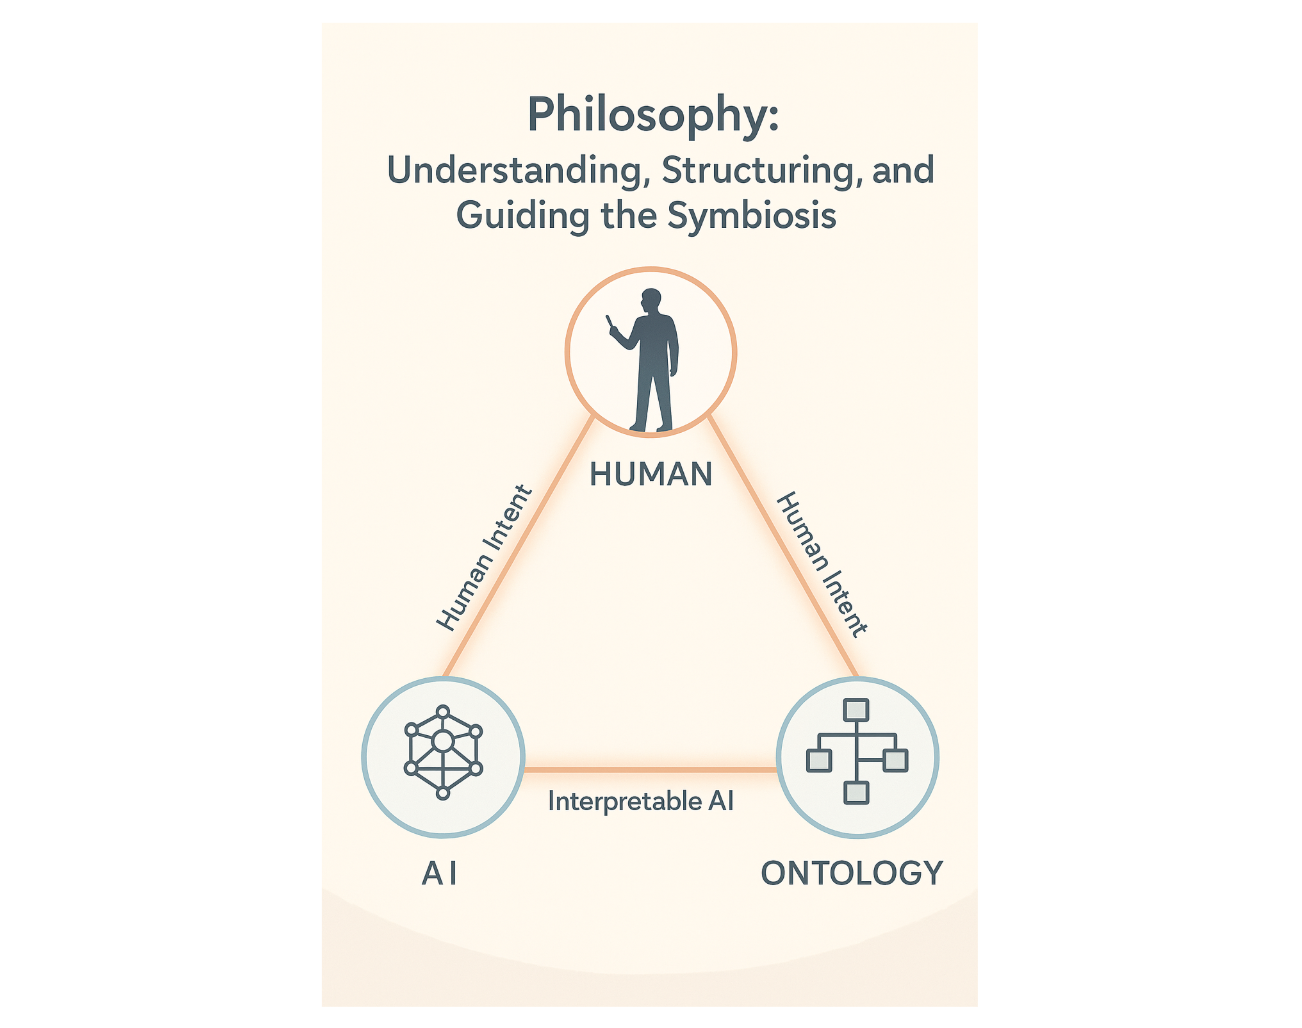 Philosophy:
Understanding, Structuring, and
Guiding the Symbiosis
HUMAN
Human Intent
Human Intent
Interpretable AI
AI
ONTOLOGY